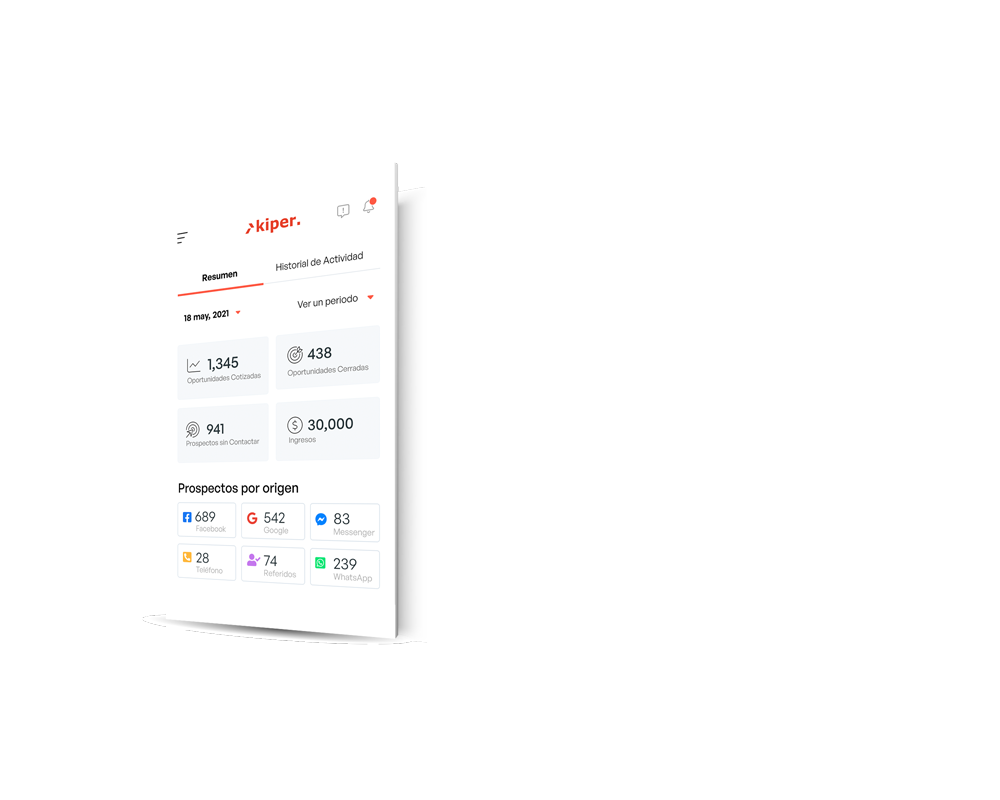 kiper.
Resumen
Historial de Actividad
18 may, 2021
Ver un periodo
1,345
Oportunidades Cotizadas
438
Oportunidades Cerradas
941
Prospectos sin Contactar
$ 30,000
Ingresos
Prospectos por origen
689
Facebook
542
Google
83
Messenger
28
Teléfono
74
Referidos
239
WhatsApp